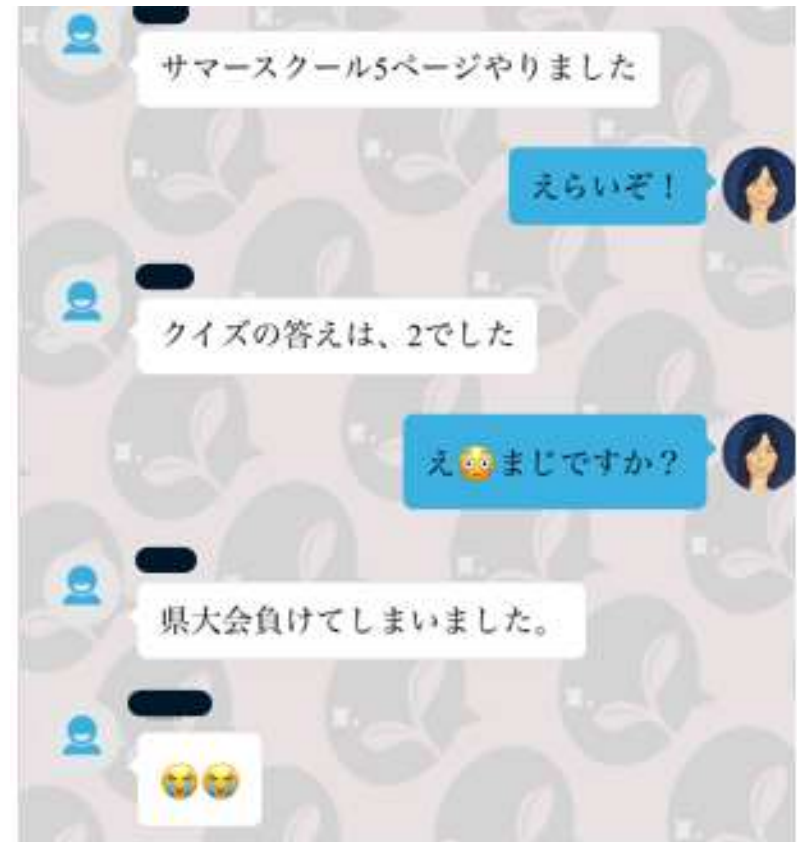 サマースクール5ページやりました
えらいぞ！
クイズの答えは、2でした
え😳まじですか？
県大会負けてしまいました。
😭😭